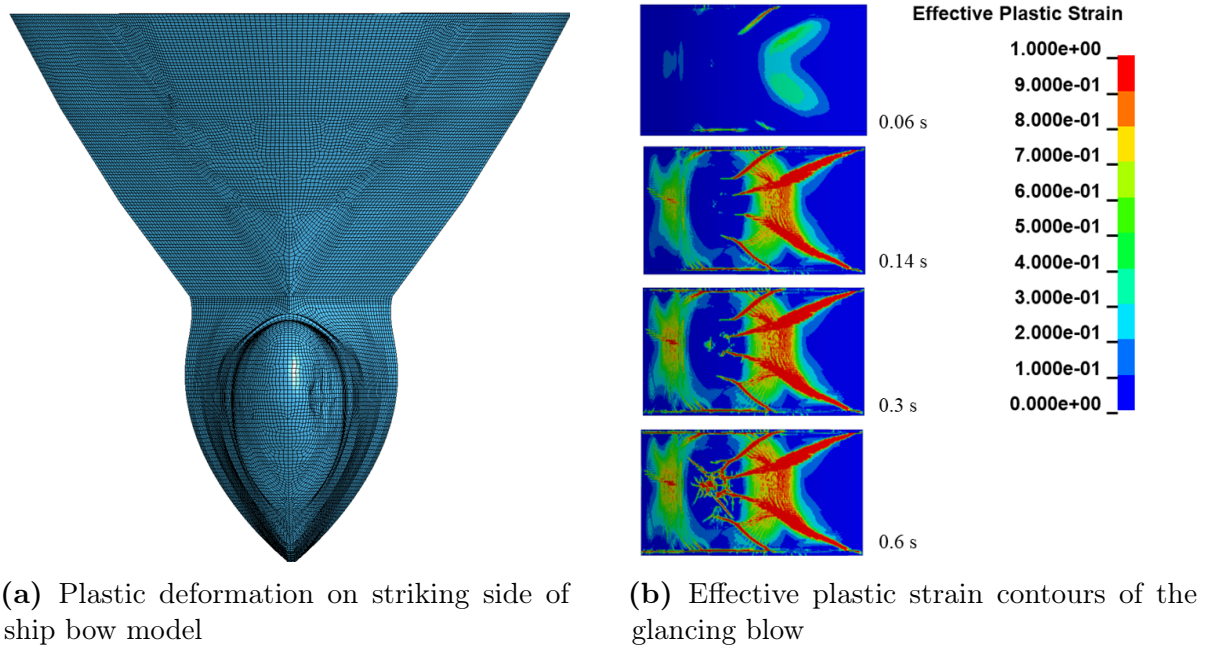 Effective Plastic Strain
1.000e+00
9.000e-01
8.000e-01
7.000e-01
6.000e-01
5.000e-01
4.000e-01
3.000e-01
2.000e-01
1.000e-01
0.000e+00
0.06 s
0.14 s
0.3 s
0.6 s
(a) Plastic deformation on striking side of
ship bow model
(b) Effective plastic strain contours of the
glancing blow